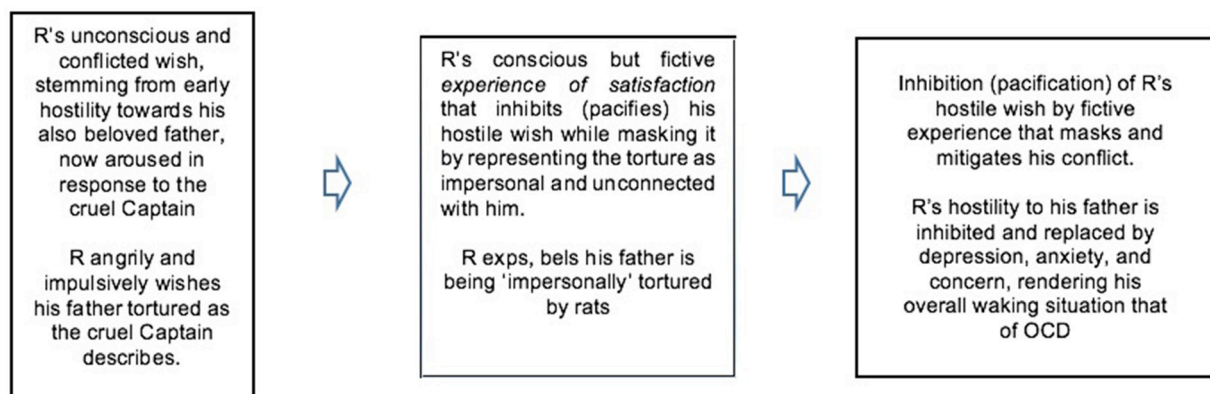 R's unconscious and
conflicted wish,
stemming from early
hostility towards his
also beloved father,
now aroused in
response to the
cruel Captain
R angrily and
impulsively wishes
his father tortured as
the cruel Captain
describes.
R's conscious but fictive
experience of satisfaction
that inhibits (pacifies) his
hostile wish while masking it
by representing the torture as
impersonal and unconnected
with him.
R exps, bels his father is
being ‘impersonally’ tortured
by rats
Inhibition (pacification) of R's
hostile wish by fictive
experience that masks and
mitigates his conflict.
R’s hostility to his father is
inhibited and replaced by
depression, anxiety, and
concern, rendering his
overall waking situation that
of OCD